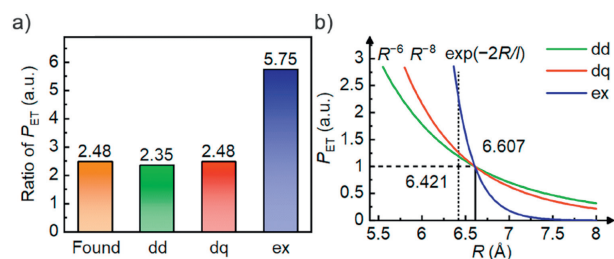 a)
Ratio of P_ET (a.u.)
6
5
4
3
2
1
0
2.48
2.35
2.48
5.75
Found
dd
dq
ex
b)
P_ET (a.u.)
3
2.5
2
1.5
1
0.5
0
R⁻⁶ R⁻⁸ exp(−2R/l)
dd
dq
ex
6.607
6.421
5.5 6 6.5 7 7.5 8
R (Å)